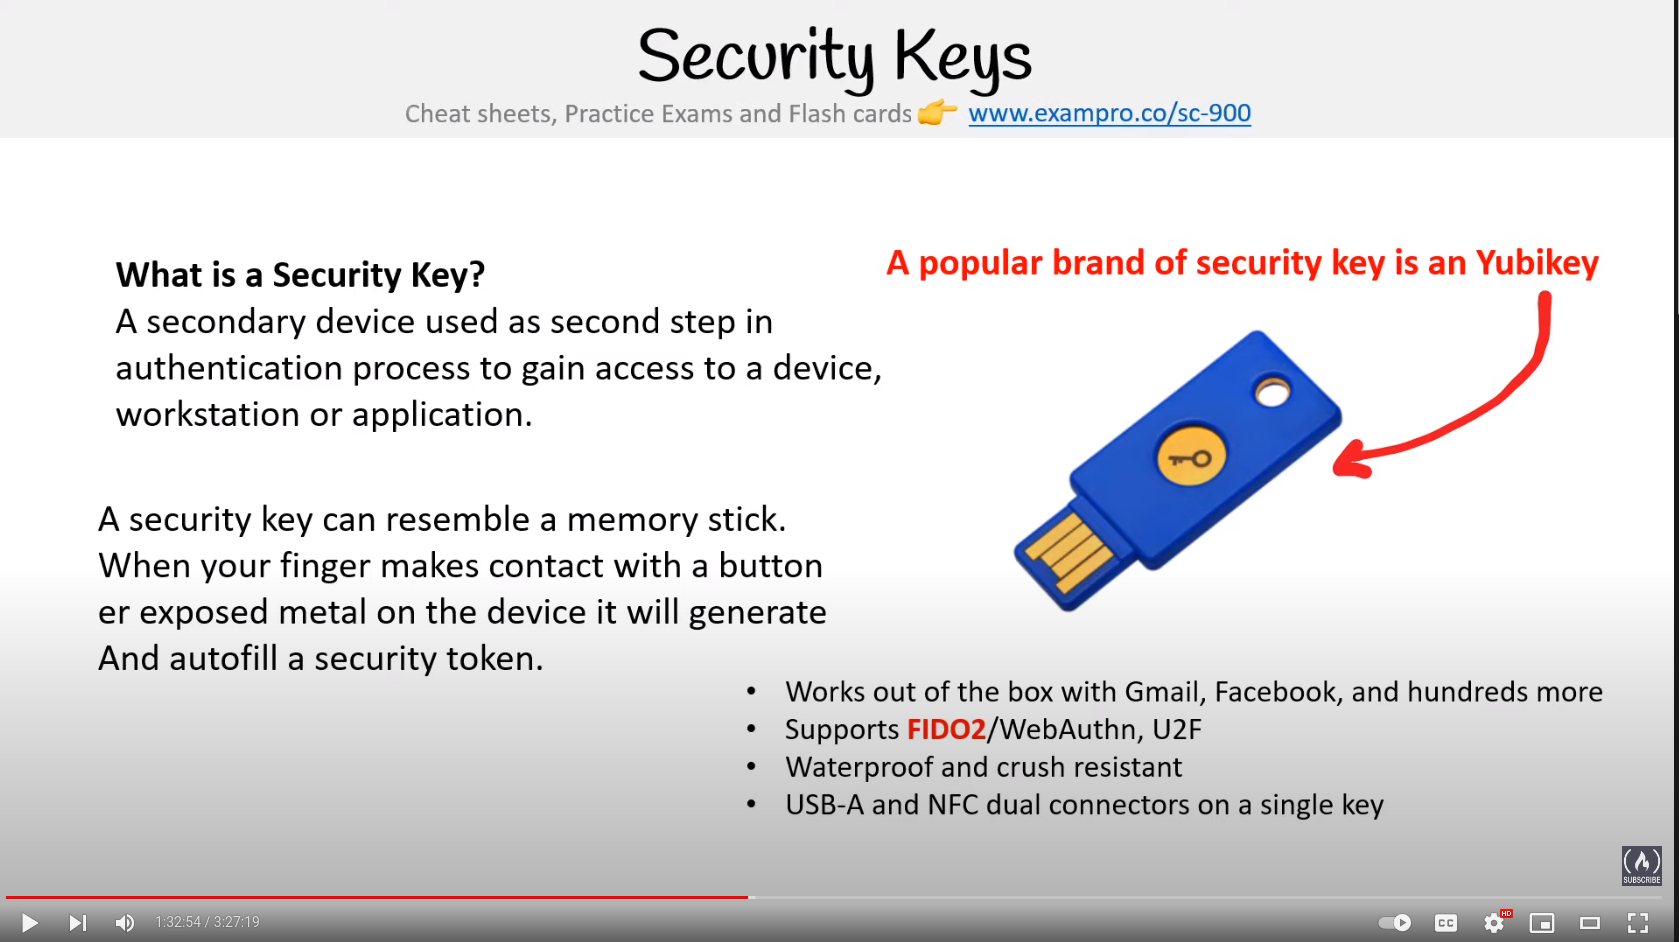 Security Keys
Cheat sheets, Practice Exams and Flash cards 👉 www.exampro.co/sc-900
What is a Security Key?
A secondary device used as second step in
authentication process to gain access to a device,
workstation or application.
A security key can resemble a memory stick.
When your finger makes contact with a button
er exposed metal on the device it will generate
And autofill a security token.
A popular brand of security key is an Yubikey
• Works out of the box with Gmail, Facebook, and hundreds more
• Supports FIDO2/WebAuthn, U2F
• Waterproof and crush resistant
• USB-A and NFC dual connectors on a single key
SUBSCRIBE
1:32:54 / 3:27:19
CC
HD